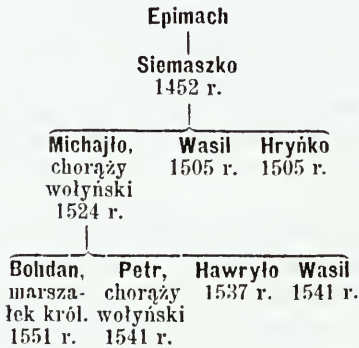 Epimach
Siemaszko
1452 r.
Michajło, Wasil Hryńko
chorąży 1505 r. 1505 r.
wołyński
1524 r.
Bohdan, Petr, Hawryło Wasil
marsza- chorąży 1537 r. 1541 r.
łek król. wołyński
1551 r. 1541 r.